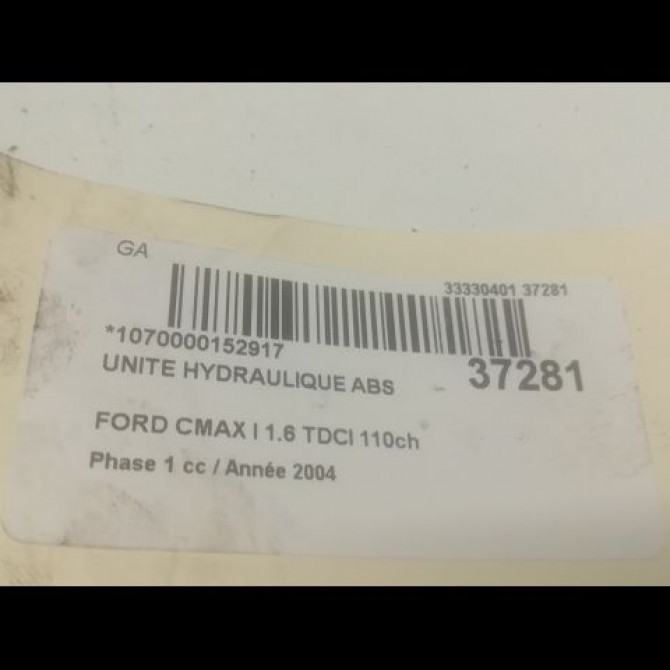 GA
33330401 37281
*1070000152917
37281
UNITE HYDRAULIQUE ABS
FORD CMAX I 1.6 TDCI 110ch
Phase 1 cc / Année 2004